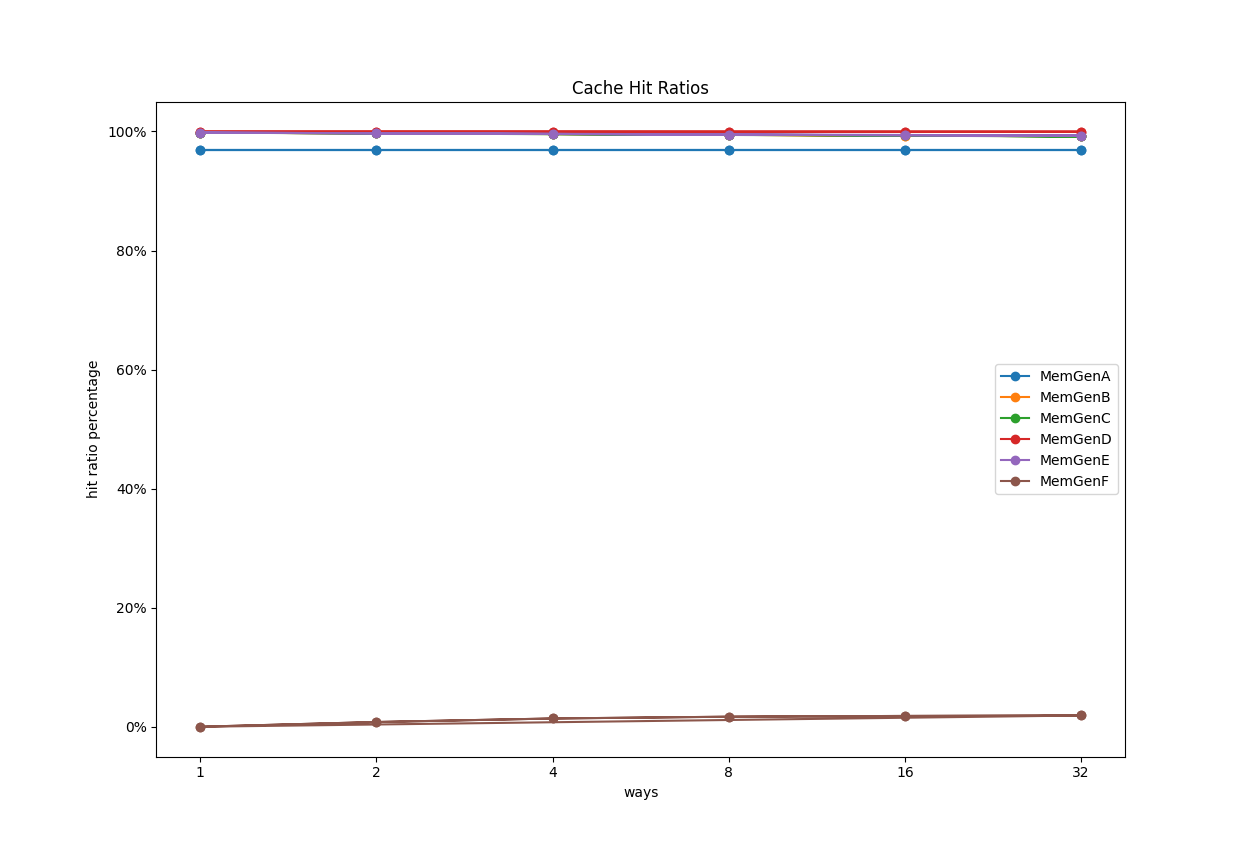 Cache Hit Ratios
100%
80%
60%
40%
20%
0%
hit ratio percentage
MemGenA
MemGenB
MemGenC
MemGenD
MemGenE
MemGenF
1 2 4 8 16 32
ways